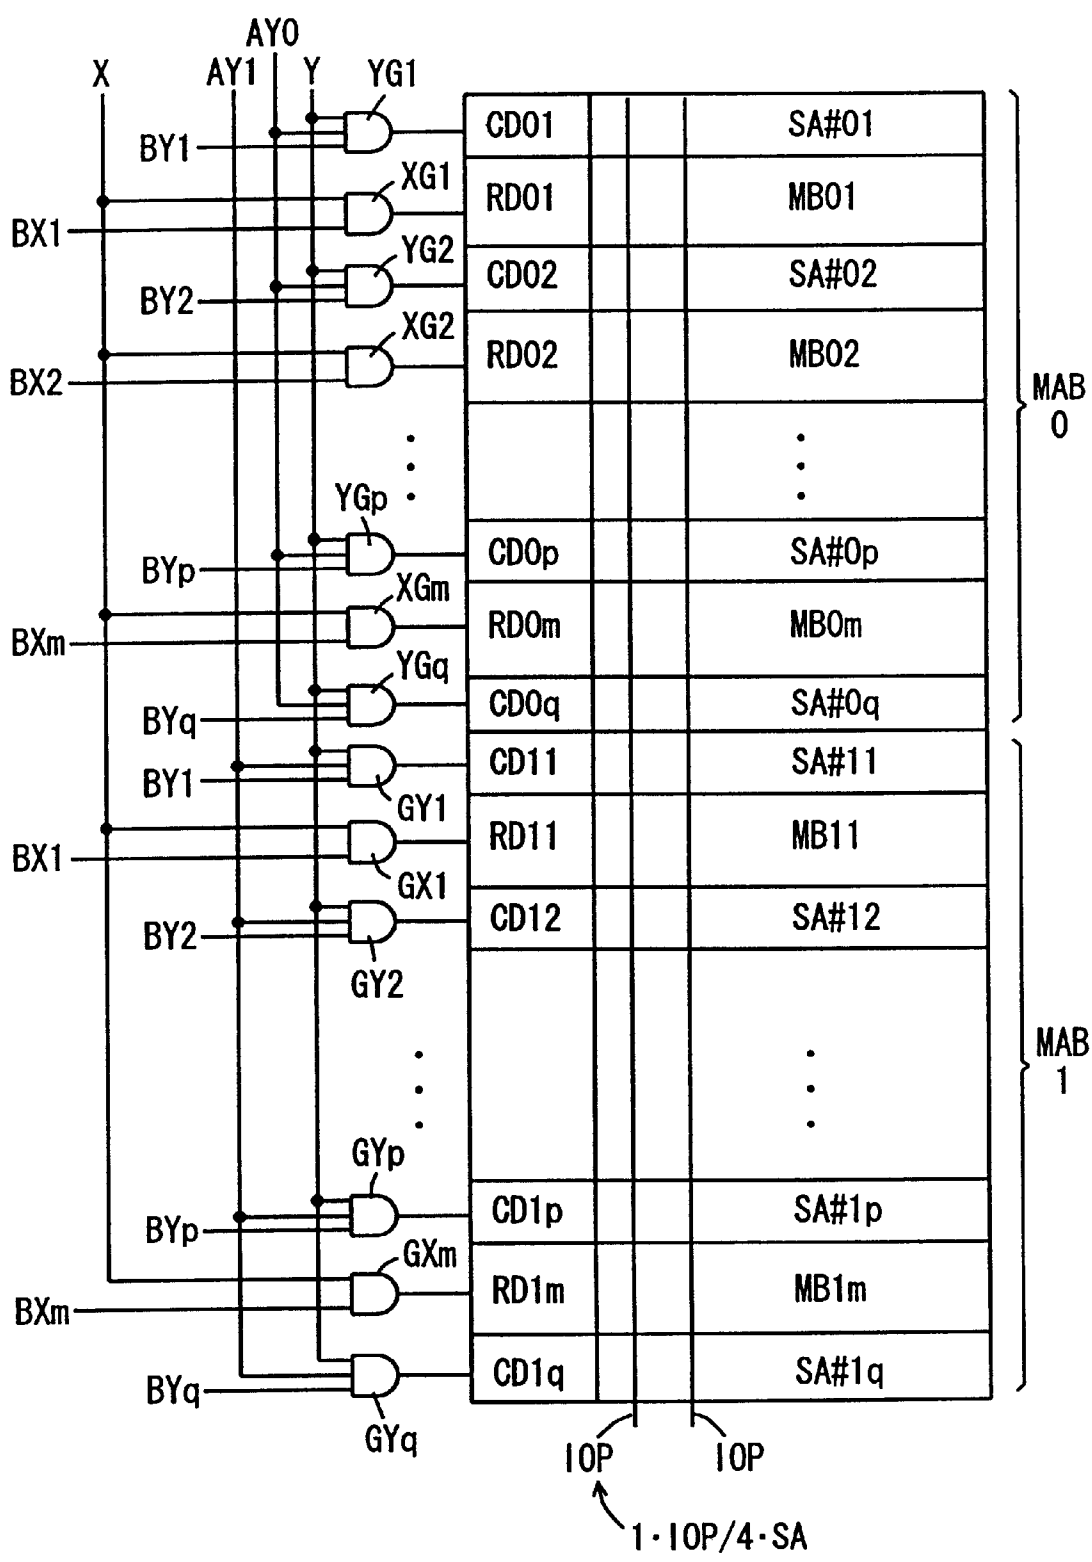 AY0
X AY1 Y YG1
BY1 CD01 SA#01
XG1
BX1 RD01 MB01
YG2
BY2 CD02 SA#02
XG2
BX2 RD02 MB02
MAB
0
YGp
BYp CD0p SA#0p
XGm
BXm RD0m MB0m
YGq
BYq CD0q SA#0q
BY1 CD11 SA#11
GY1
BX1 RD11 MB11
GX1
BY2 CD12 SA#12
GY2
MAB
1
GYp
BYp CD1p SA#1p
GXm
BXm RD1m MB1m
BYq CD1q SA#1q
GYq
IOP IOP
1·IOP/4·SA